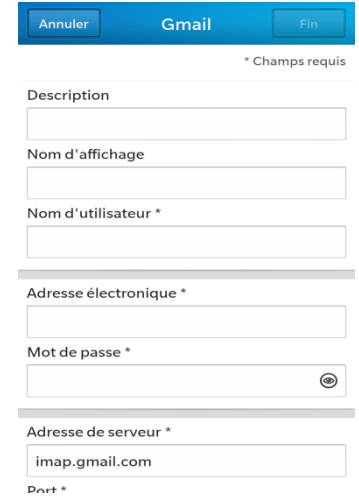 Annuler Gmail Fin
* Champs requis
Description
Nom d'affichage
Nom d'utilisateur *
Adresse électronique *
Mot de passe *
Adresse de serveur *
imap.gmail.com
Port *